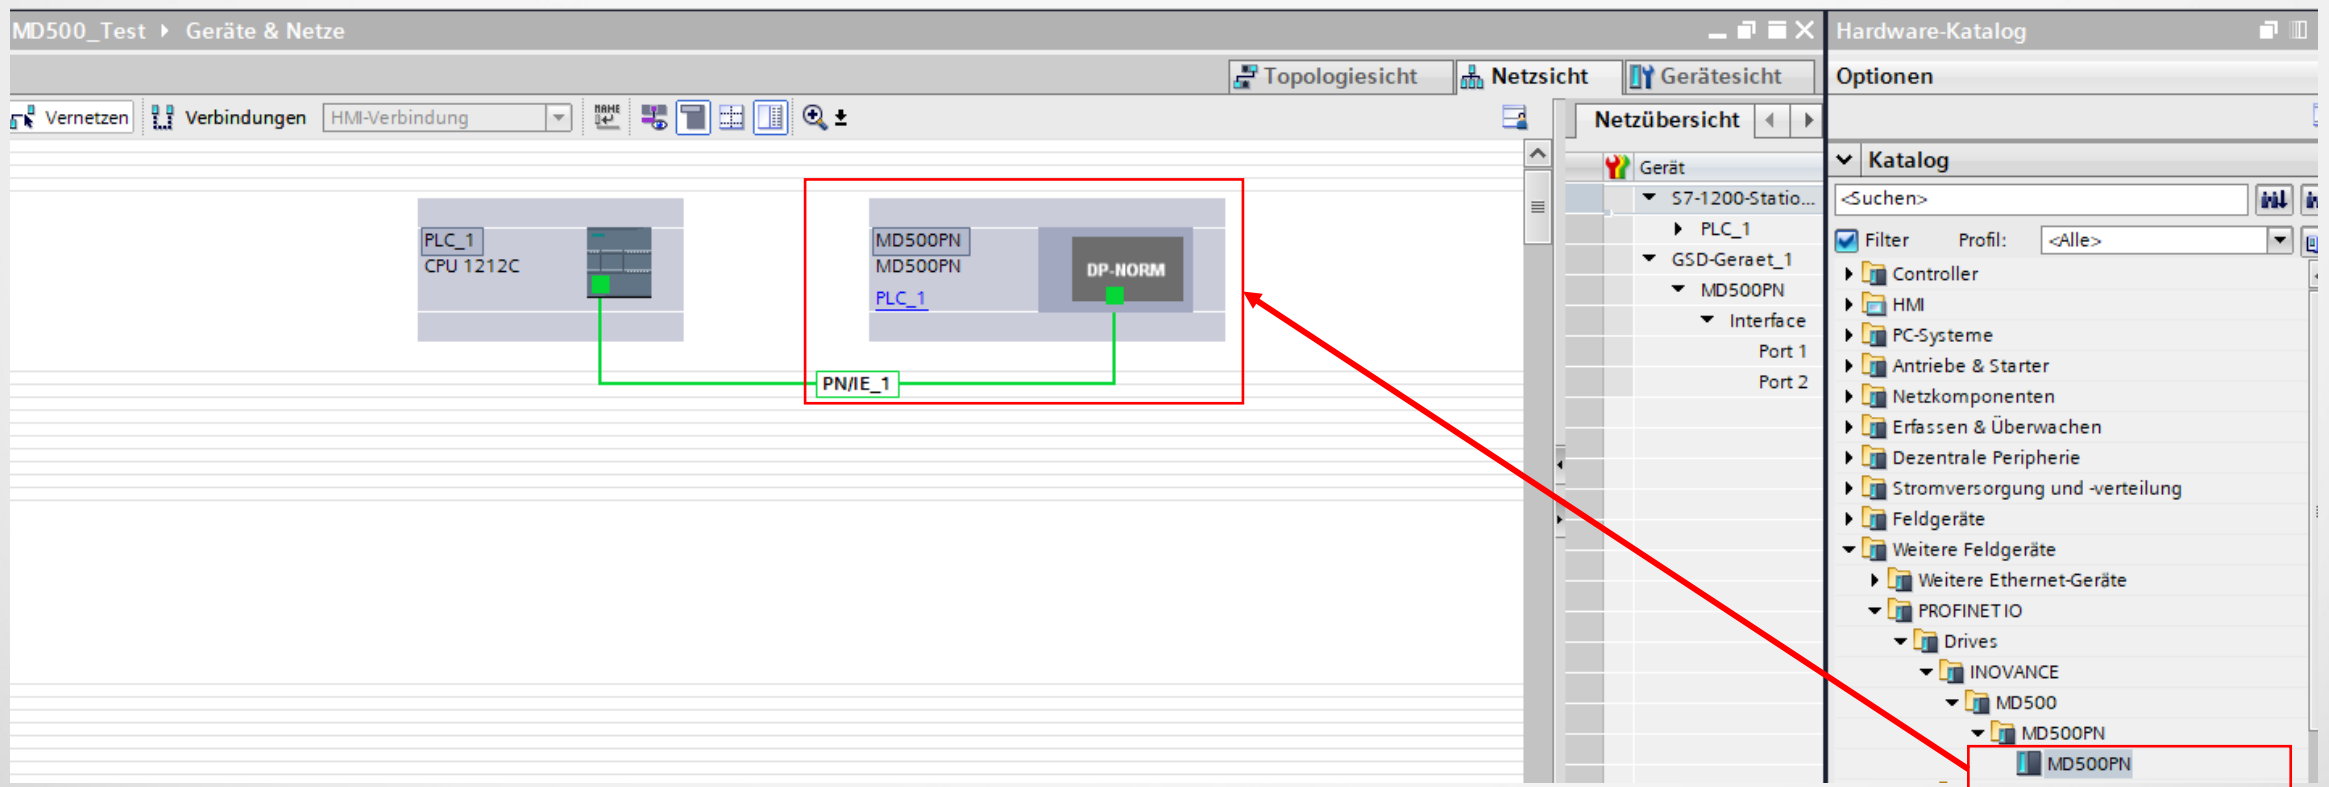 MD500_Test ▸ Geräte & Netze
Hardware-Katalog
Topologiesicht
Netzsicht
Gerätesicht
Optionen
Vernetzen
Verbindungen
HMI-Verbindung
NAME
Netzübersicht
Katalog
<Suchen>
Filter
Profil:
<Alle>
PLC_1
CPU 1212C
MD500PN
MD500PN
PLC_1
DP-NORM
PN/IE_1
Gerät
S7-1200-Statio...
PLC_1
GSD-Geraet_1
MD500PN
Interface
Port 1
Port 2
Controller
HMI
PC-Systeme
Antriebe & Starter
Netzkomponenten
Erfassen & Überwachen
Dezentrale Peripherie
Stromversorgung und -verteilung
Feldgeräte
Weitere Feldgeräte
Weitere Ethernet-Geräte
PROFINET IO
Drives
INOVANCE
MD500
MD500PN
MD500PN